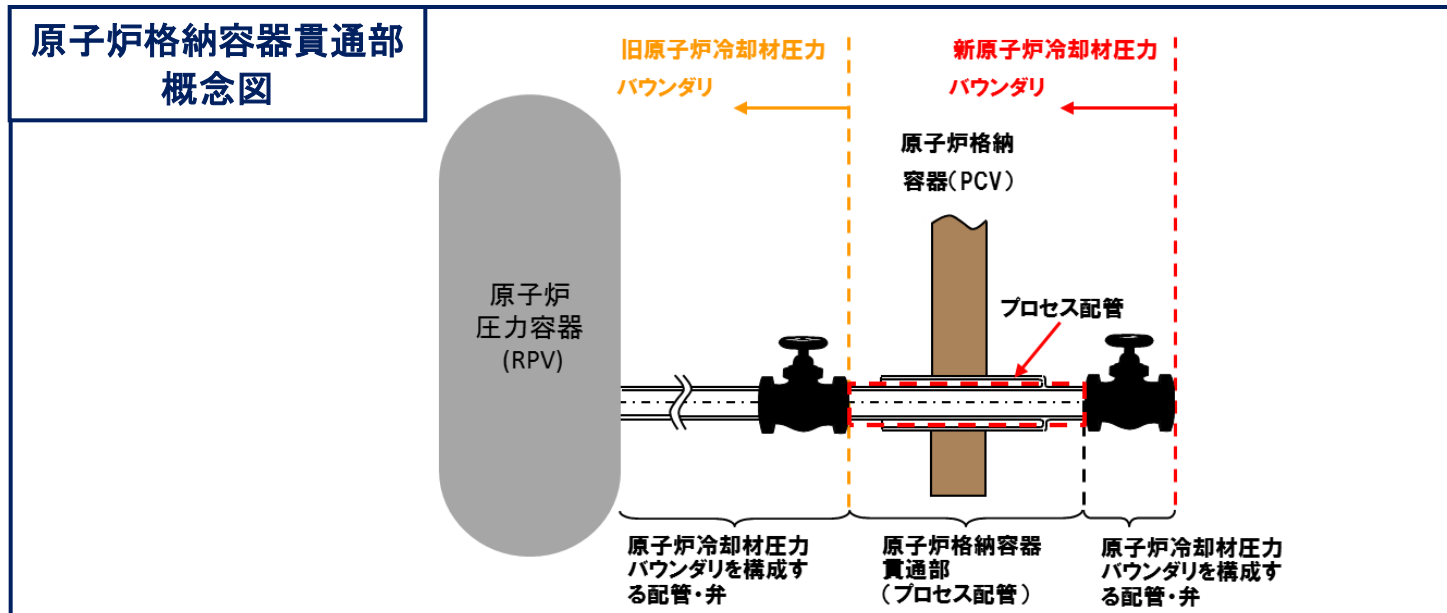 原子炉格納容器貫通部
概念図
旧原子炉冷却材圧力
バウンダリ
新原子炉冷却材圧力
バウンダリ
原子炉格納
容器(PCV)
原子炉
圧力容器
(RPV)
プロセス配管
原子炉冷却材圧力
バウンダリを構成す
る配管・弁
原子炉格納容器
貫通部
(プロセス配管)
原子炉冷却材圧力
バウンダリを構成す
る配管・弁